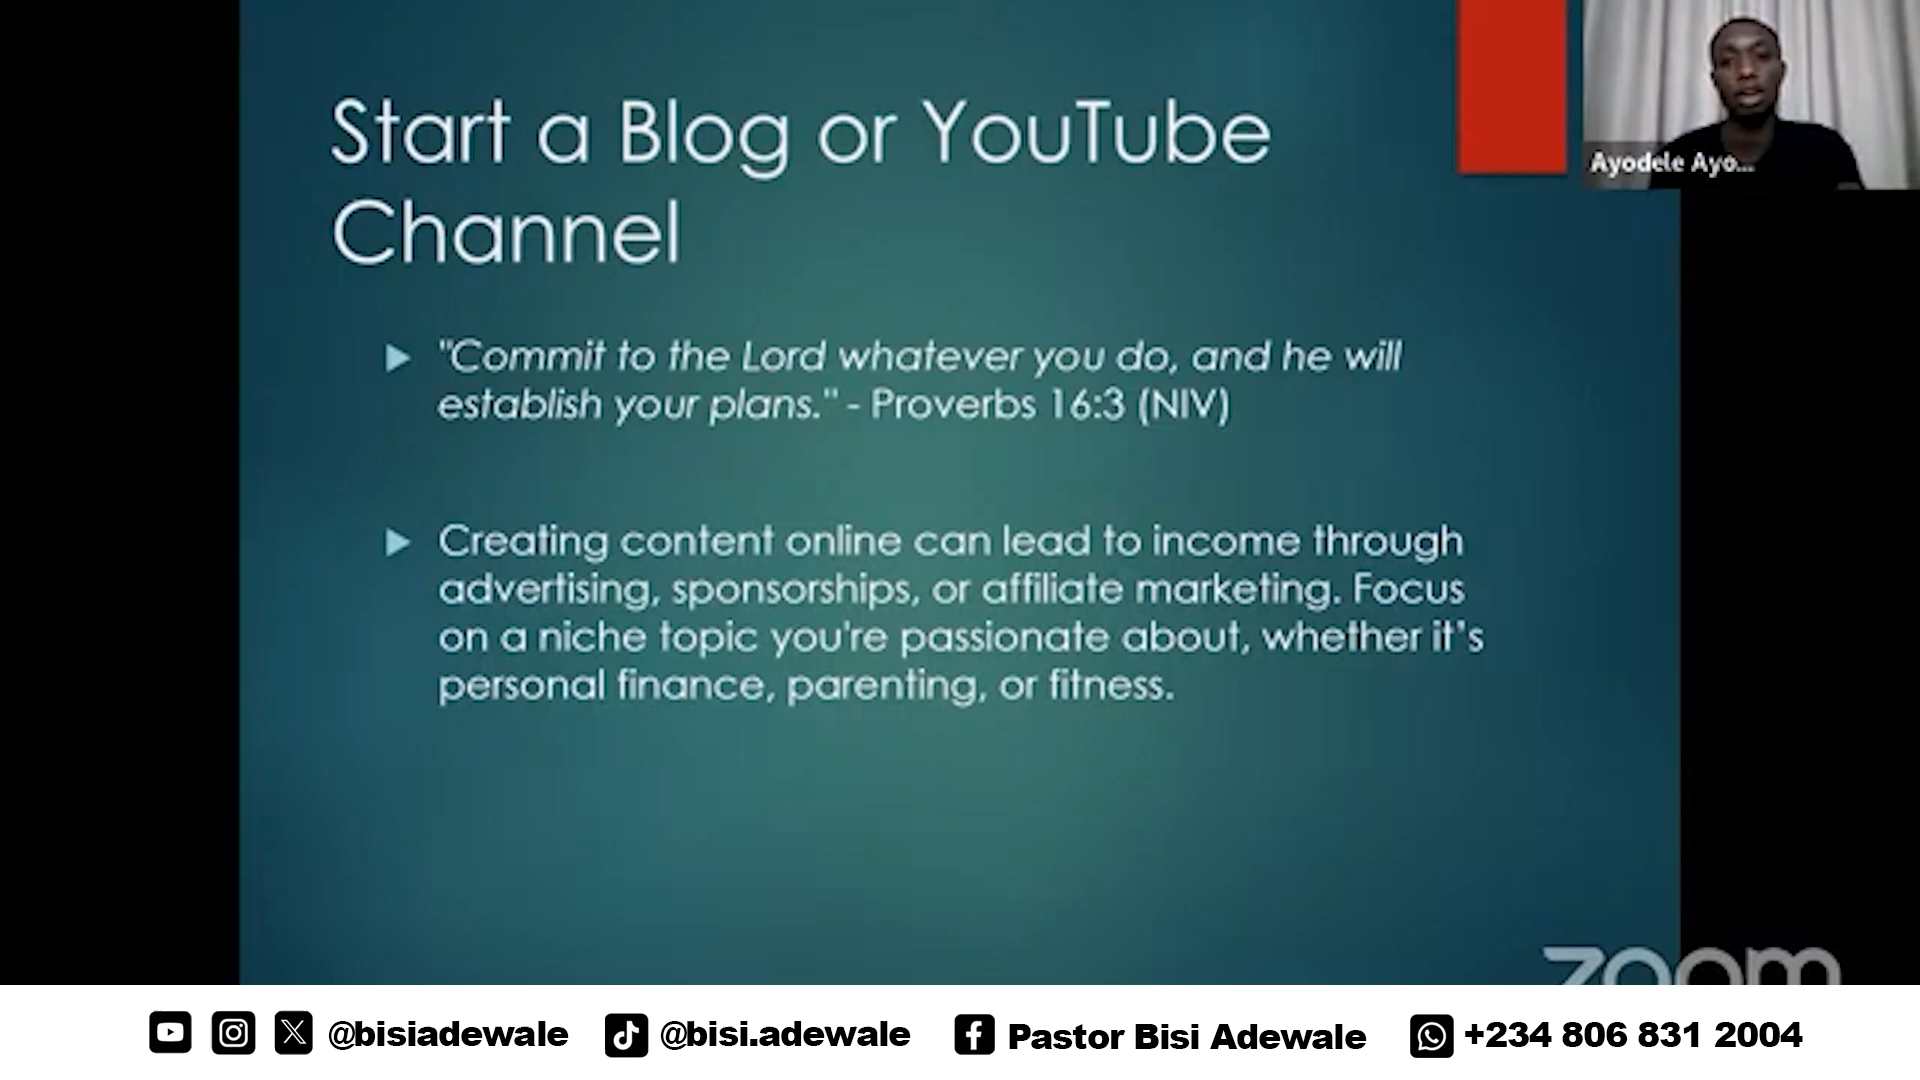 Start a Blog or YouTube
Channel
"Commit to the Lord whatever you do, and he will
establish your plans." - Proverbs 16:3 (NIV)
Creating content online can lead to income through
advertising, sponsorships, or affiliate marketing. Focus
on a niche topic you're passionate about, whether it’s
personal finance, parenting, or fitness.
Ayodele Ayo...
zoom
@bisiadewale @bisi.adewale Pastor Bisi Adewale +234 806 831 2004